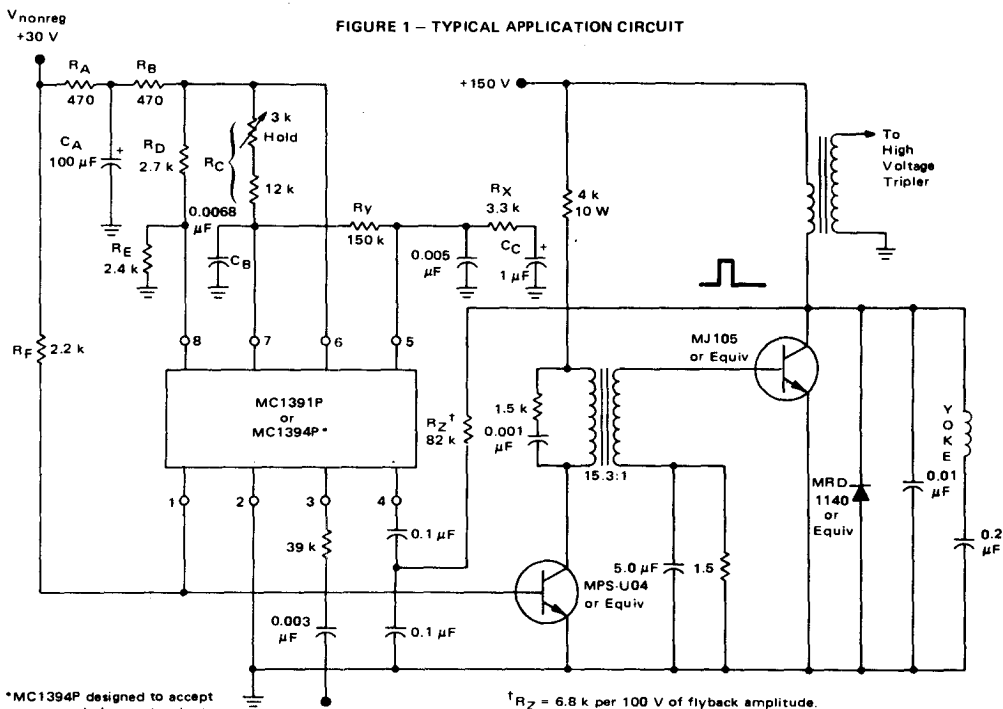 FIGURE 1 – TYPICAL APPLICATION CIRCUIT
Vnonreg
+30 V
RA
470
RB
470
CA
100 µF
+
RD
2.7 k
RC
3 k
Hold
12 k
0.0068
µF
RE
2.4 k
CB
Ry
150 k
RX
3.3 k
0.005
µF
CC
1 µF
+
+150 V
4 k
10 W
To
High
Voltage
Tripler
RF
2.2 k
8
7
6
5
MC1391P
or
MC1394P*
1
2
3
4
RZ†
82 k
1.5 k
0.001
µF
15.3:1
MJ105
or Equiv
39 k
0.1 µF
0.003
µF
0.1 µF
MPS-U04
or Equiv
5.0 µF
1.5
MRD
1140
or
Equiv
0.01
µF
YOKE
0.2
µF
*MC1394P designed to accept
†RZ = 6.8 k per 100 V of flyback amplitude.